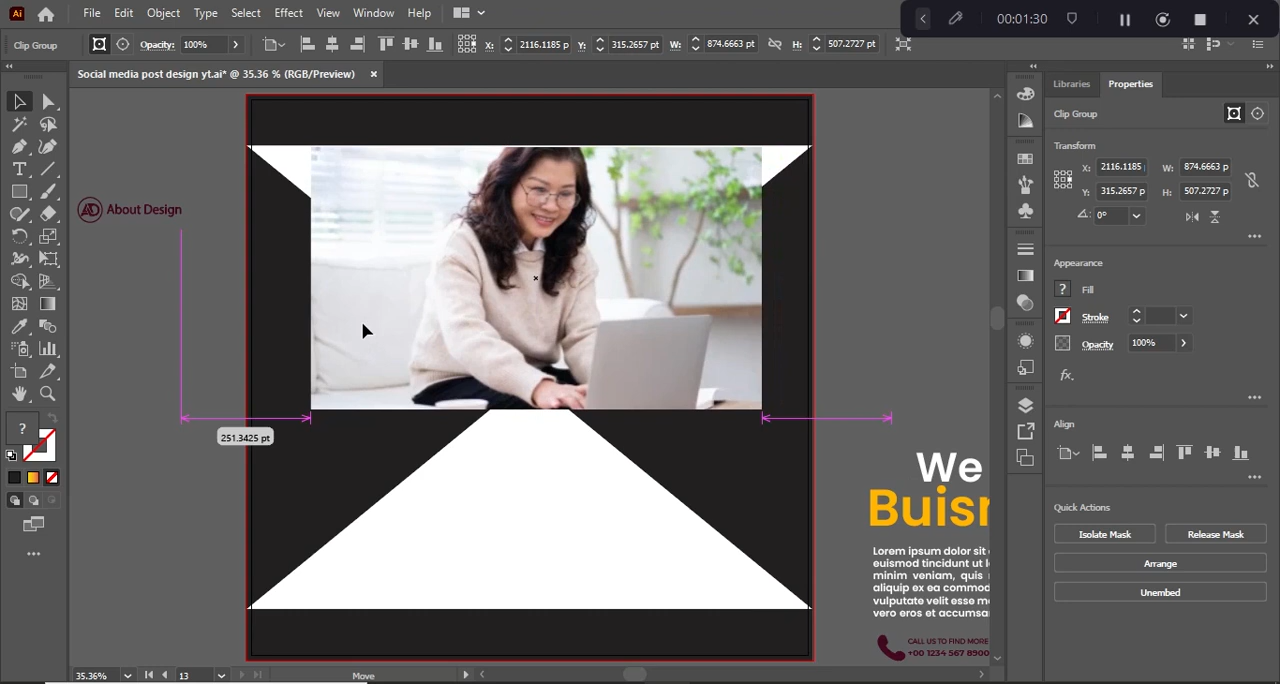 Ai File Edit Object Type Select Effect View Window Help
00:01:30
Clip Group Opacity: 100% X: 2116.1185 p Y: 315.2657 pt W: 874.6663 pt H: 507.2727 pt
Social media post design yt.ai* @ 35.36 % (RGB/Preview) ×
Libraries Properties
Clip Group
Transform
X: 2116.1185 W: 874.6663 p
Y: 315.2657 p H: 507.2727 p
0°
Appearance
? Fill
Stroke
Opacity 100%
fx.
Align
Quick Actions
Isolate Mask Release Mask
Arrange
Unembed
AD About Design
251.3425 pt
?
We
Buisn
Lorem ipsum dolor sit
euismod tincidunt ut l
minim veniam, quis
aliquip ex ea commod
vulputate velit esse m
vero eros et accumsa
CALL US TO FIND MORE
+00 1234 567 8900
35.36% 13 Move